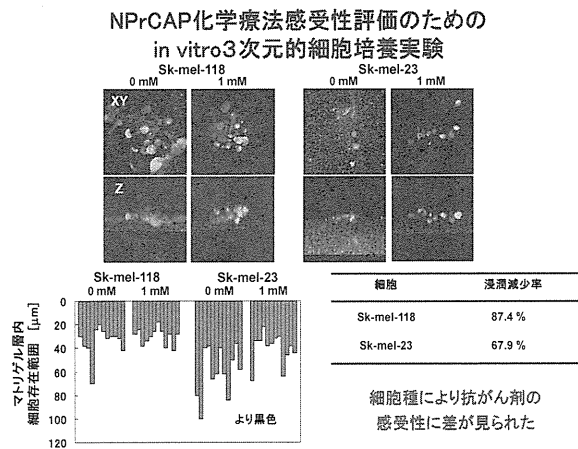 NPrCAP化学療法感受性評価のための
in vitro3次元的細胞培養実験
Sk-mel-118
Sk-mel-23
0 mM
1 mM
0 mM
1 mM
XY
Z
Sk-mel-118
Sk-mel-23
0 mM
1 mM
0 mM
1 mM
マトリゲル層内
細胞存在範囲 [μm]
0
20
40
60
80
100
120
より黒色
細胞
浸潤減少率
Sk-mel-118
87.4 %
Sk-mel-23
67.9 %
細胞種により抗がん剤の
感受性に差が見られた